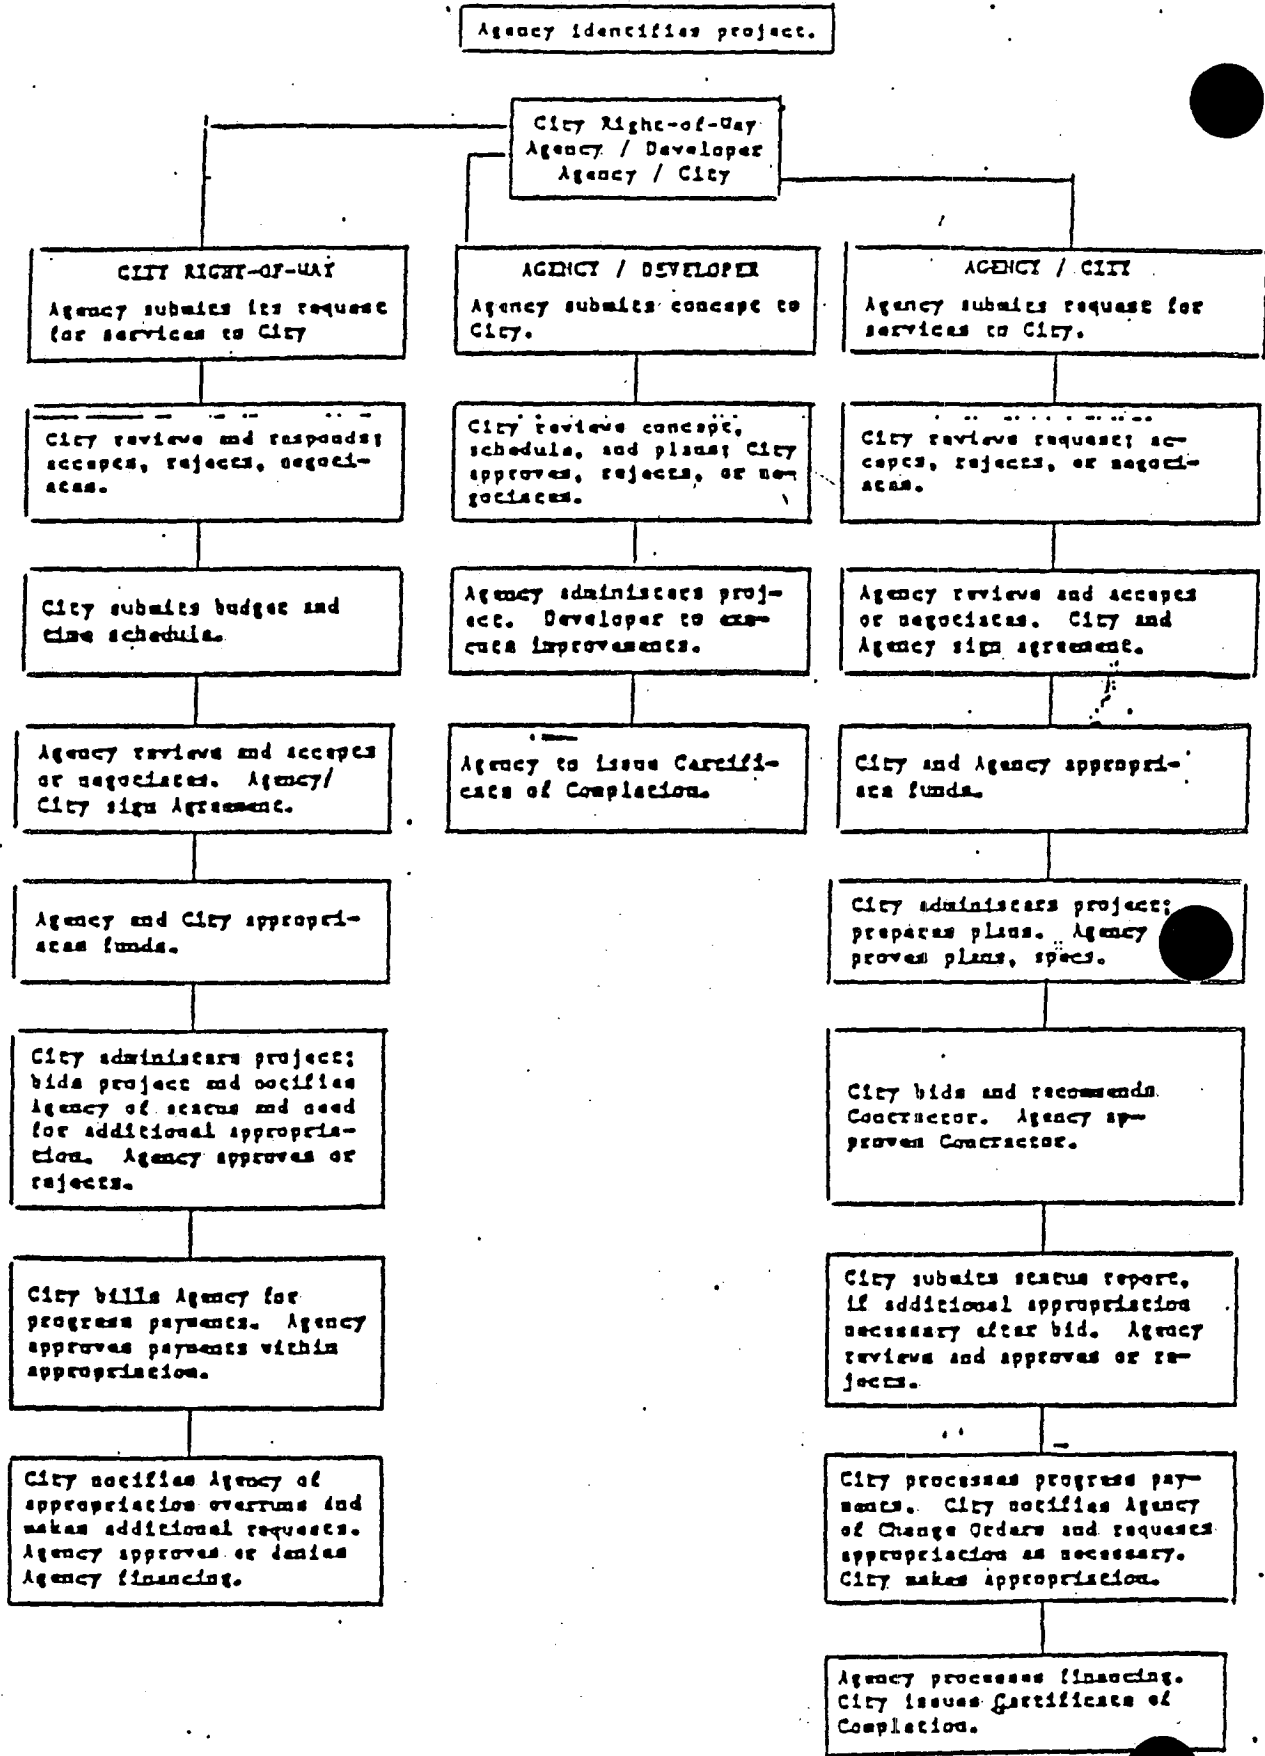 Agency identifies project.
City Right-of-Way
Agency / Developer
Agency / City
CITY RIGHT-OF-WAY
Agency submits its request
for services to City
City reviews and responds;
accepts, rejects, negoti-
ates.
City submits budget and
time schedule.
Agency reviews and accepts
or negotiates. Agency/
City sign Agreement.
Agency and City appropri-
ates funds.
City administers project;
bids project and notifies
Agency of status and need
for additional appropria-
tion. Agency approves or
rejects.
City bills Agency for
progress payments. Agency
approves payments within
appropriation.
City notifies Agency of
appropriation overruns and
makes additional requests.
Agency approves or denies
Agency financing.
AGENCY / DEVELOPER
Agency submits concept to
City.
City reviews concept,
schedule, and plans; City
approves, rejects, or ne-
gotiates.
Agency administers proj-
ect. Developer to exe-
cute improvements.
Agency to issue Certifi-
cate of Completion.
AGENCY / CITY
Agency submits request for
services to City.
City reviews request; ac-
cepts, rejects, or negoti-
ates.
Agency reviews and accepts
or negotiates. City and
Agency sign agreement.
City and Agency appropri-
ate funds.
City administers project;
prepares plans. Agency
proves plans, specs.
City bids and recommends
Contractor. Agency ap-
proves Contractor.
City submits status report,
if additional appropriation
necessary after bid. Agency
reviews and approves or re-
jects.
City processes progress pay-
ments. City notifies Agency
of Change Orders and requests
appropriation as necessary.
City makes appropriation.
Agency processes financing.
City issues Certificate of
Completion.